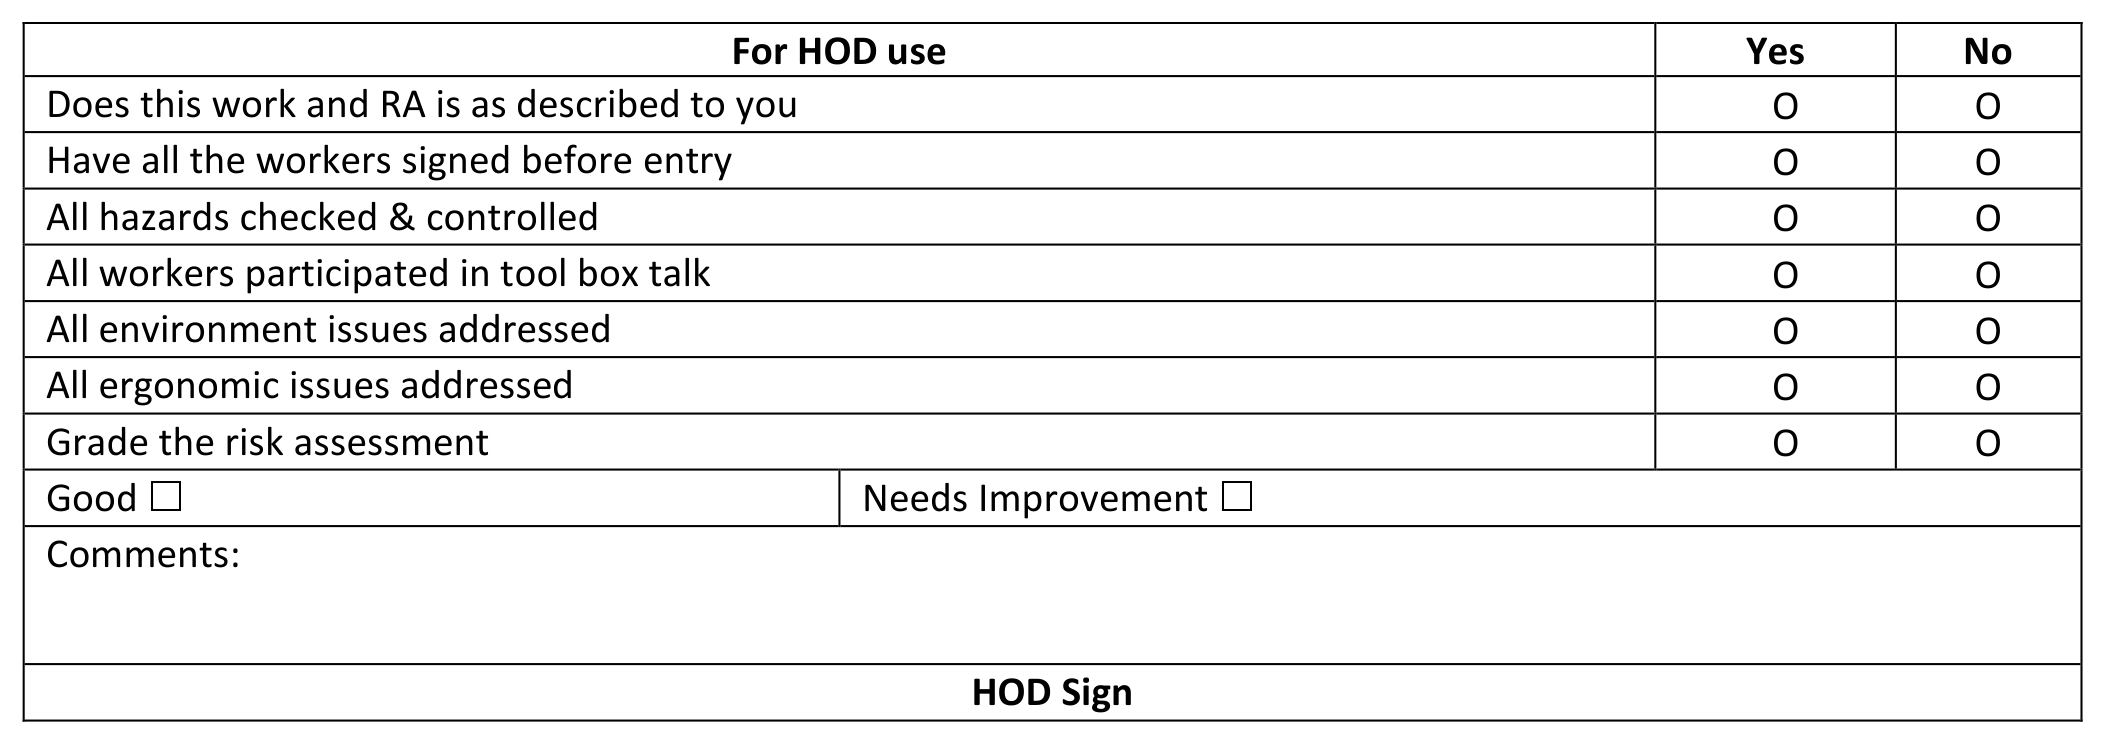 For HOD use Yes No
Does this work and RA is as described to you O O
Have all the workers signed before entry O O
All hazards checked & controlled O O
All workers participated in tool box talk O O
All environment issues addressed O O
All ergonomic issues addressed O O
Grade the risk assessment O O
Good ☐ Needs Improvement ☐
Comments:
HOD Sign